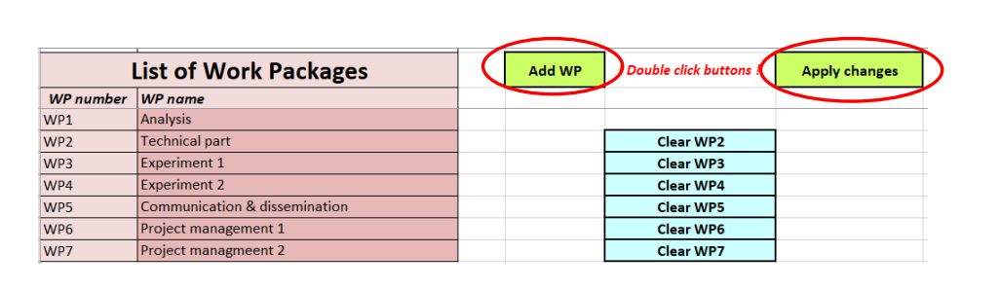 List of Work Packages Add WP Double click buttons ! Apply changes
WP number WP name
WP1 Analysis
WP2 Technical part Clear WP2
WP3 Experiment 1 Clear WP3
WP4 Experiment 2 Clear WP4
WP5 Communication & dissemination Clear WP5
WP6 Project management 1 Clear WP6
WP7 Project managmeent 2 Clear WP7